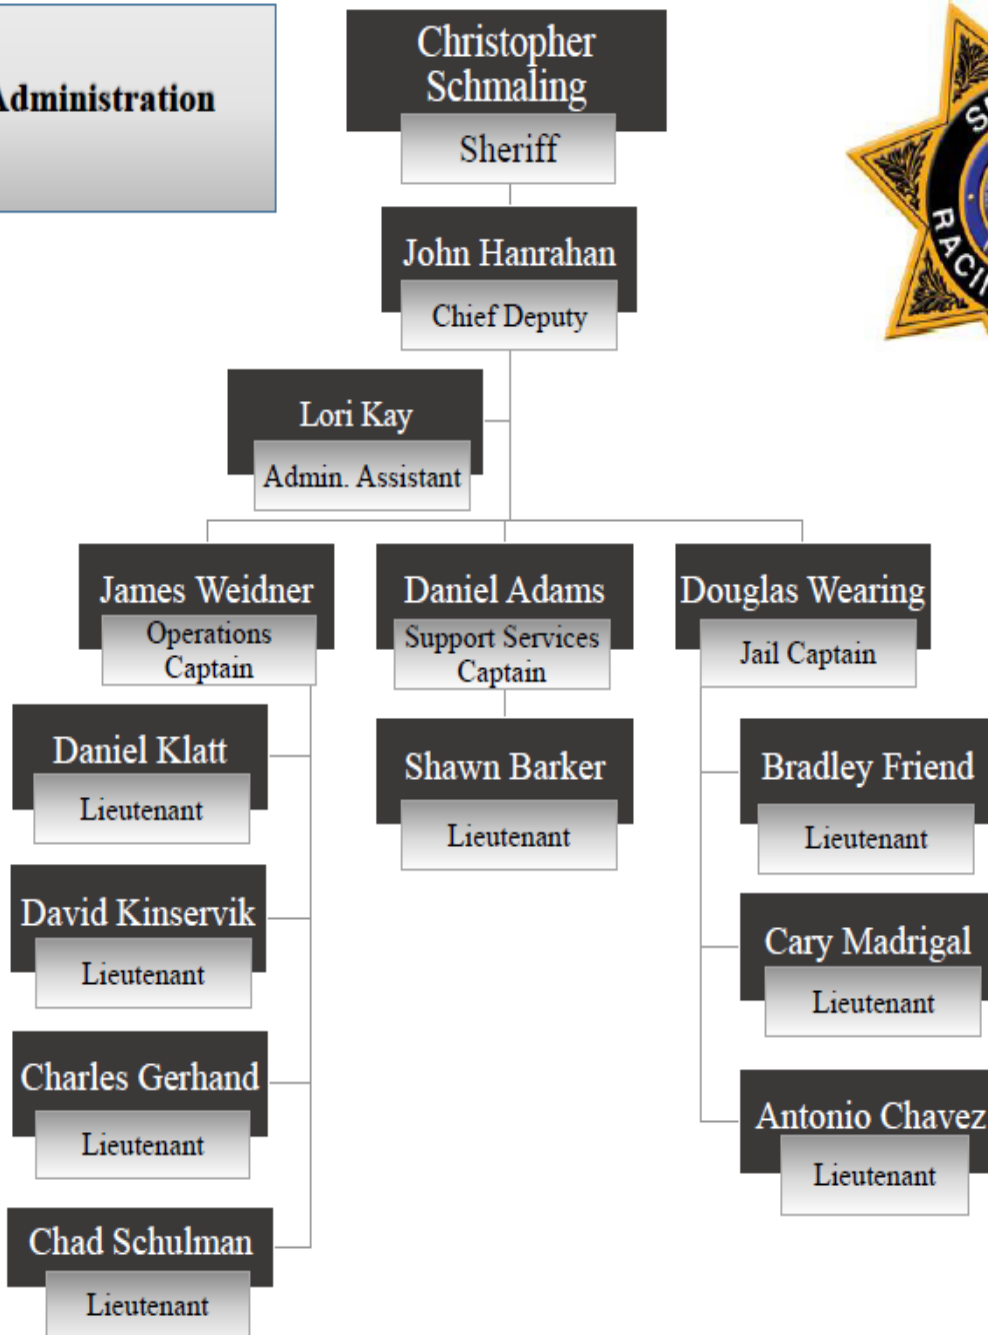 Administration
Christopher
Schmaling
Sheriff
John Hanrahan
Chief Deputy
Lori Kay
Admin. Assistant
James Weidner
Operations
Captain
Daniel Klatt
Lieutenant
David Kinservik
Lieutenant
Charles Gerhand
Lieutenant
Chad Schulman
Lieutenant
Daniel Adams
Support Services
Captain
Shawn Barker
Lieutenant
Douglas Wearing
Jail Captain
Bradley Friend
Lieutenant
Cary Madrigal
Lieutenant
Antonio Chavez
Lieutenant